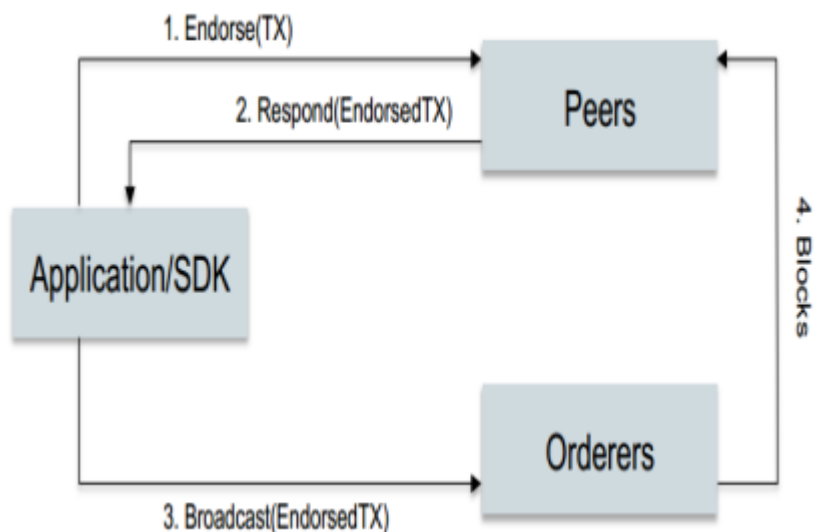 1. Endorse(TX)
Peers
2. Respond(EndorsedTX)
4. Blocks
Application/SDK
Orderers
3. Broadcast(EndorsedTX)